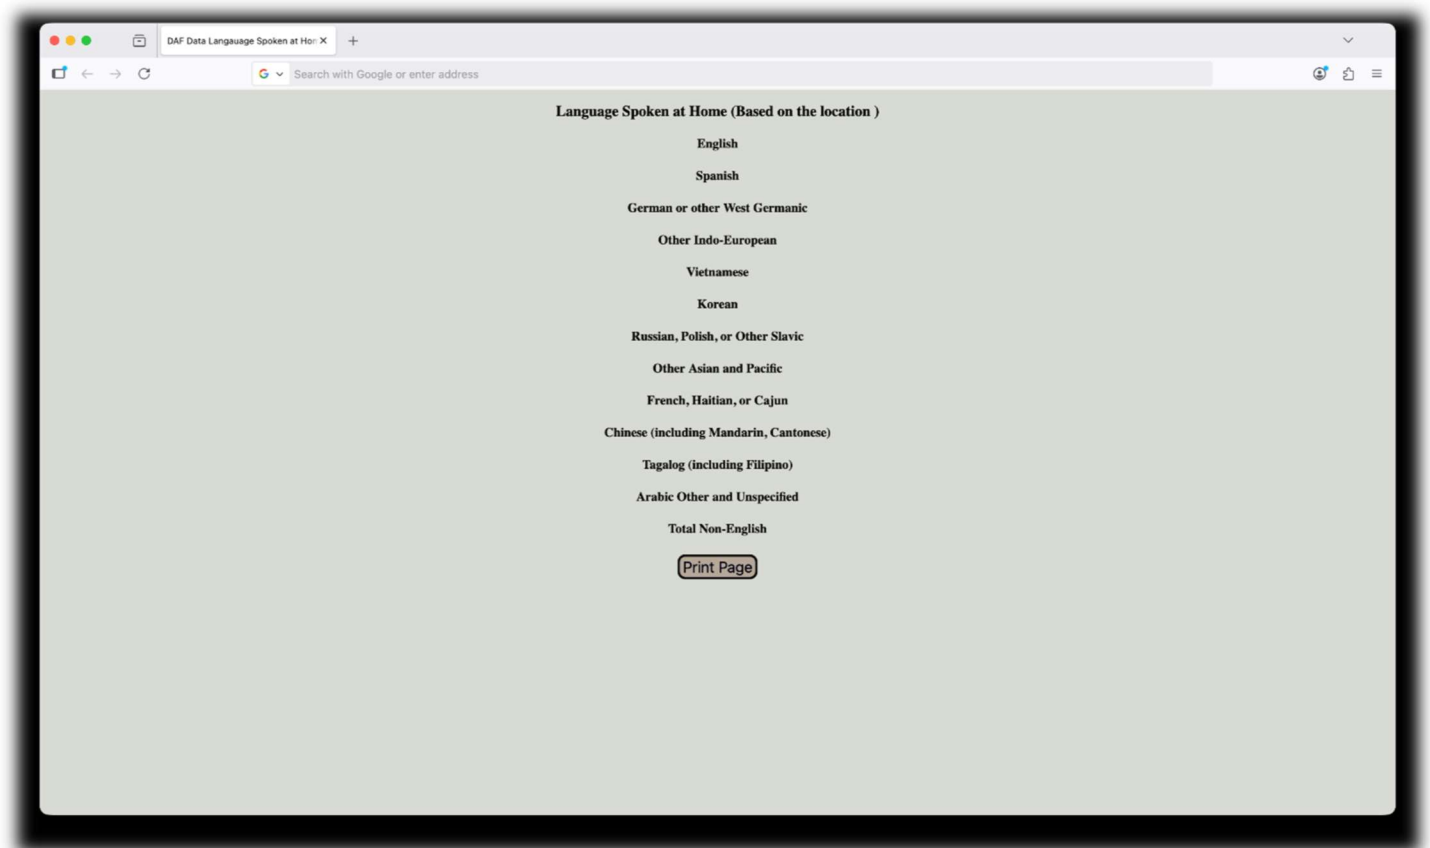 DAF Data Langauage Spoken at Hon
Search with Google or enter address
Language Spoken at Home (Based on the location )
English
Spanish
German or other West Germanic
Other Indo-European
Vietnamese
Korean
Russian, Polish, or Other Slavic
Other Asian and Pacific
French, Haitian, or Cajun
Chinese (including Mandarin, Cantonese)
Tagalog (including Filipino)
Arabic Other and Unspecified
Total Non-English
Print Page